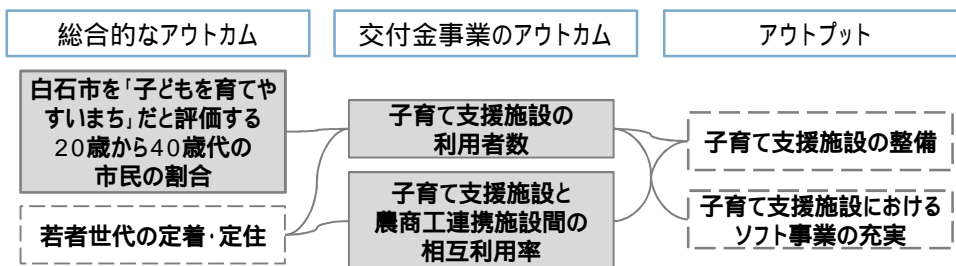 総合的なアウトカム
交付金事業のアウトカム
アウトプット
白石市を「子どもを育てや
すいまち」だと評価する
20歳から40歳代の
市民の割合
若者世代の定着・定住
子育て支援施設の
利用者数
子育て支援施設と
農商工連携施設間の
相互利用率
子育て支援施設の整備
子育て支援施設における
ソフト事業の充実